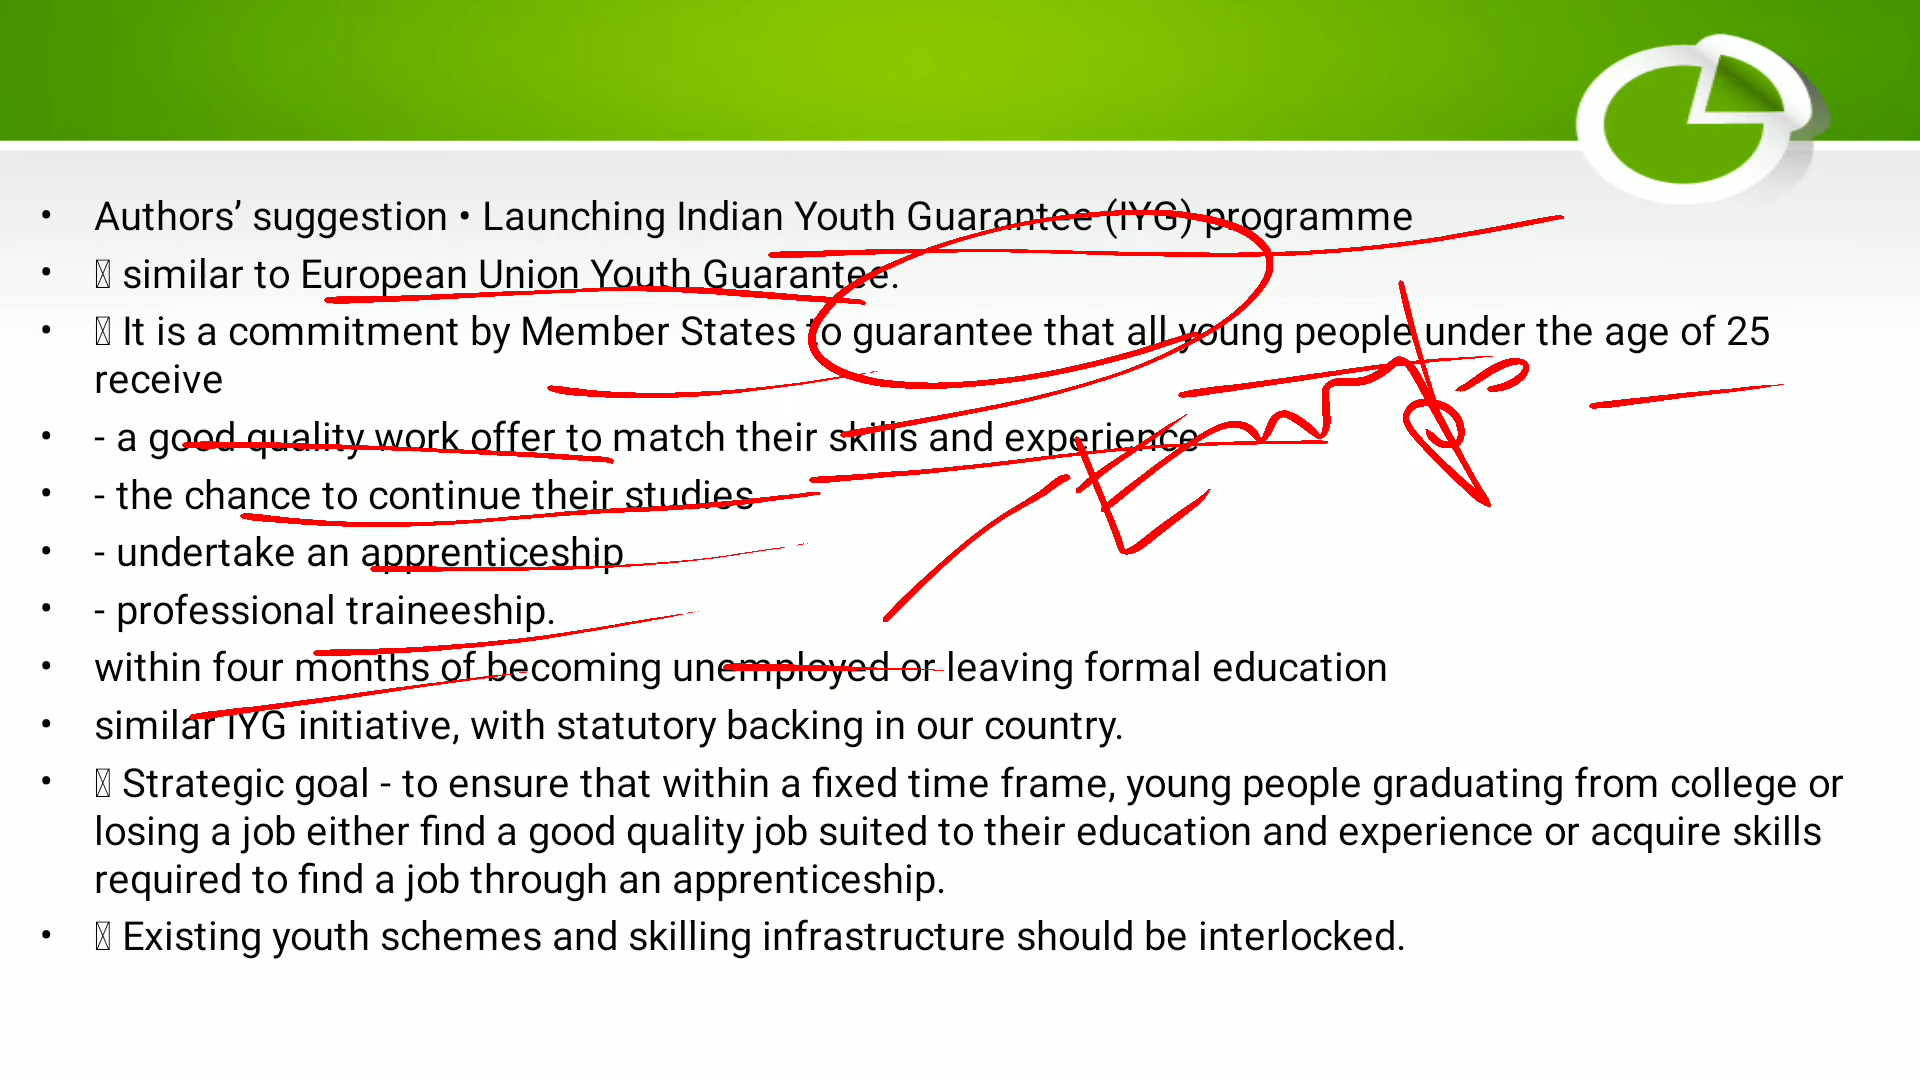 • Authors’ suggestion • Launching Indian Youth Guarantee (IYG) programme
• similar to European Union Youth Guarantee.
• It is a commitment by Member States to guarantee that all young people under the age of 25
receive
• - a good quality work offer to match their skills and experience
• - the chance to continue their studies
• - undertake an apprenticeship
• - professional traineeship.
• within four months of becoming unemployed or leaving formal education
• similar IYG initiative, with statutory backing in our country.
• Strategic goal - to ensure that within a fixed time frame, young people graduating from college or
losing a job either find a good quality job suited to their education and experience or acquire skills
required to find a job through an apprenticeship.
• Existing youth schemes and skilling infrastructure should be interlocked.